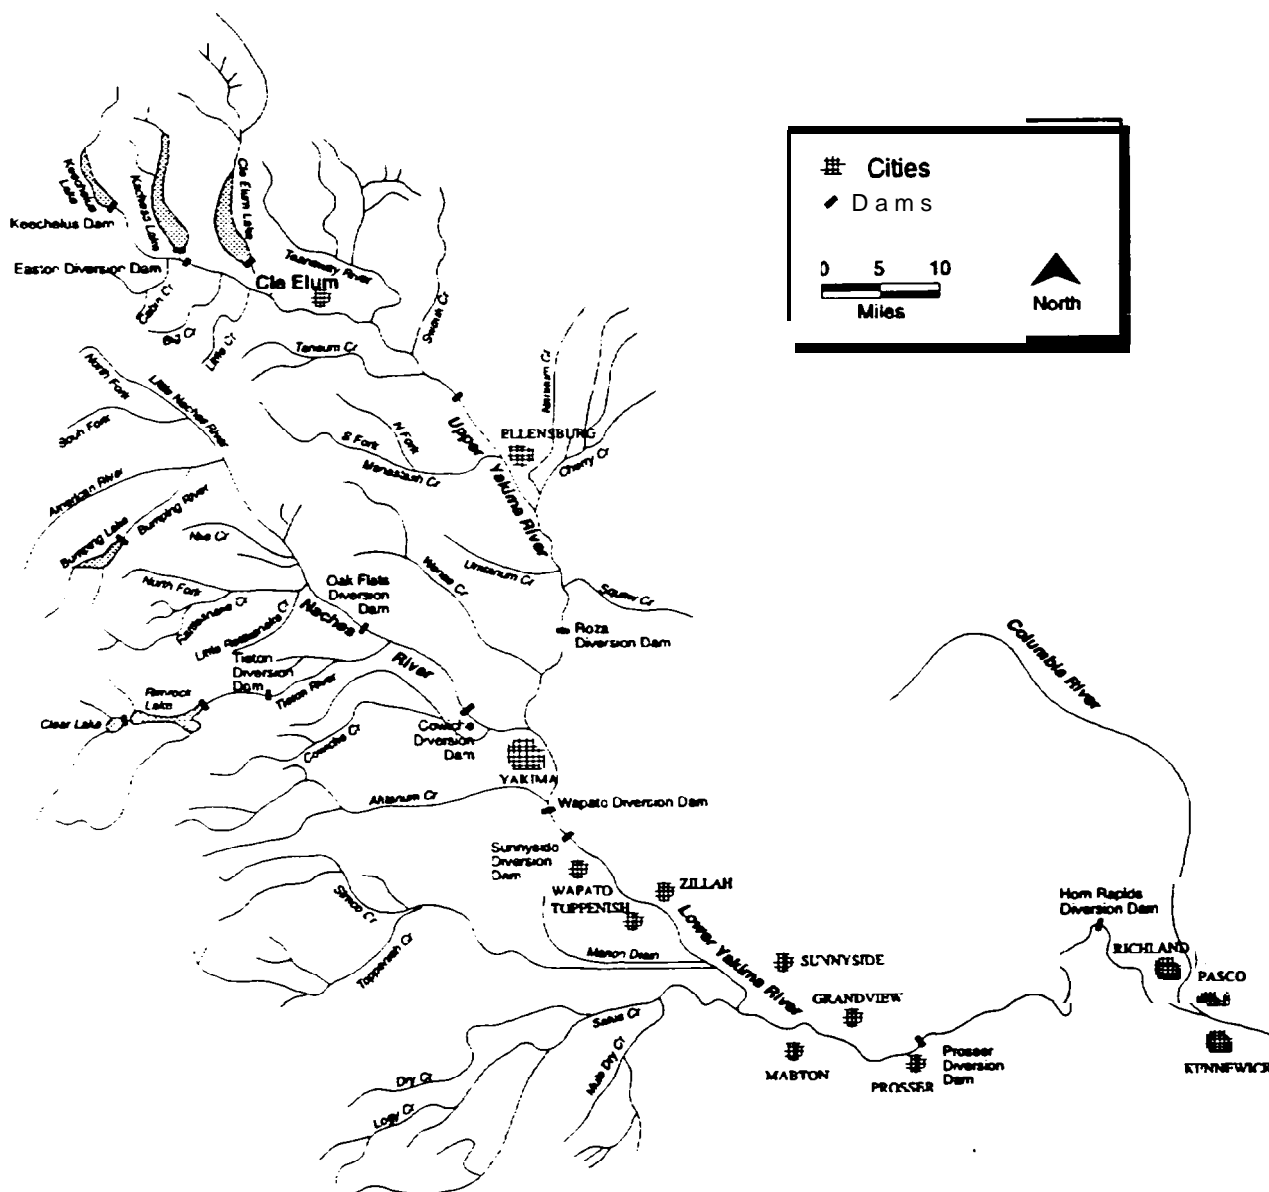 Cities
Dams
0 5 10
Miles
North
Keechelus
Lake
Kachess Lake
Cle Elum Lake
Keechelus Dam
Easton Diversion Dam
Cle Elum
Teanaway River
Cabin Cr
Big Cr
Little Cr
Swauk Cr
Taneum Cr
North Fork
Little Naches River
South Fork
N Fork
S Fork
Manastash Cr
Upper Yakima River
ELLENSBURG
Naneum Cr
Cherry Cr
American River
Bumping Lake
Bumping River
Nile Cr
Wenas Cr
Umtanum Cr
Squaw Cr
North Fork
Rattlesnake Cr
Little Rattlesnake Cr
Oak Flats
Diversion
Dam
Naches
River
Roza
Diversion Dam
Columbia River
Tieton
Diversion
Dam
Tieton River
Rimrock
Lake
Clear Lake
Cowiche Cr
Cowiche
Diversion
Dam
YAKIMA
Ahtanum Cr
Wapato Diversion Dam
Sunnyside
Diversion
Dam
WAPATO
TOPPENISH
ZILLAH
Simco Cr
Toppenish Cr
Marion Drain
Lower Yakima River
SUNNYSIDE
GRANDVIEW
Horn Rapids
Diversion Dam
RICHLAND
PASCO
KENNEWICK
Satus Cr
Mule Dry Cr
Dry Cr
Logy Cr
MABTON
PROSSER
Prosser
Diversion
Dam